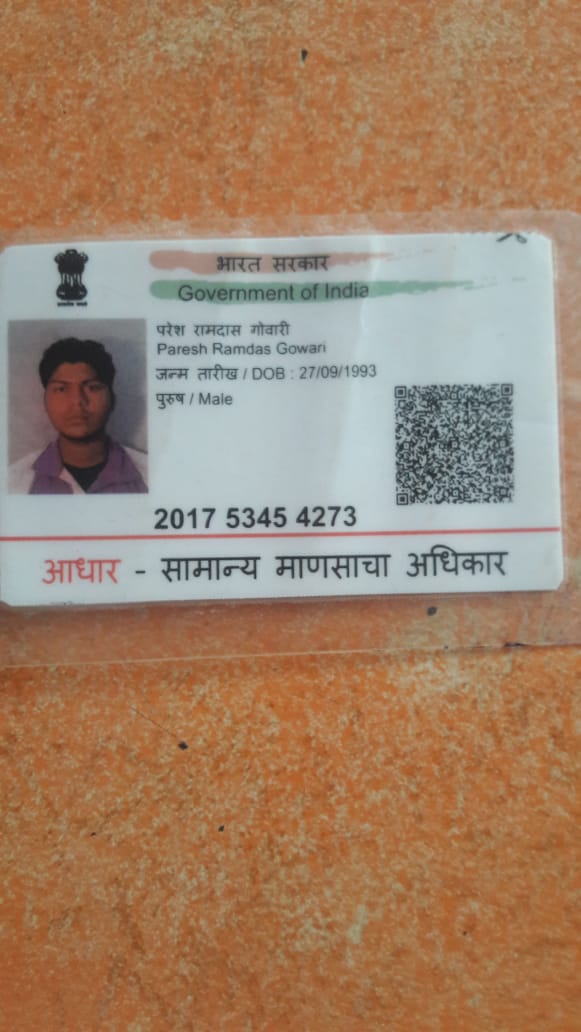 भारत सरकार
Government of India
परेश रामदास गोवारी
Paresh Ramdas Gowari
जन्म तारीख / DOB : 27/09/1993
पुरुष / Male
2017 5345 4273
आधार - सामान्य माणसाचा अधिकार